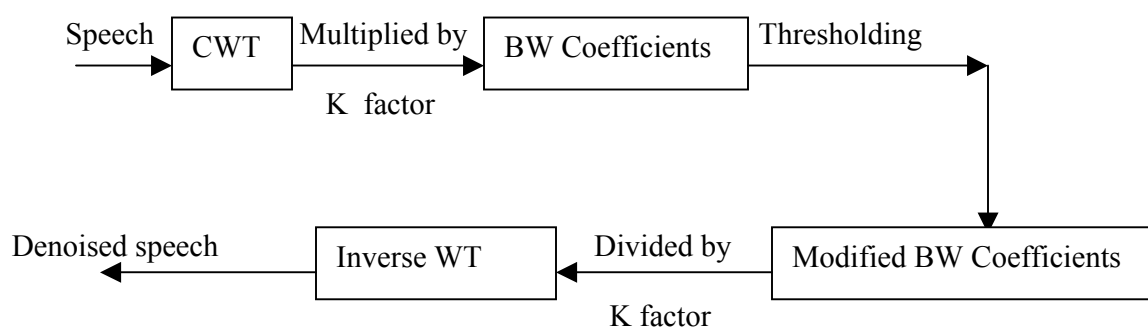 Speech
CWT
Multiplied by
K factor
BW Coefficients
Thresholding
Modified BW Coefficients
Divided by
K factor
Inverse WT
Denoised speech